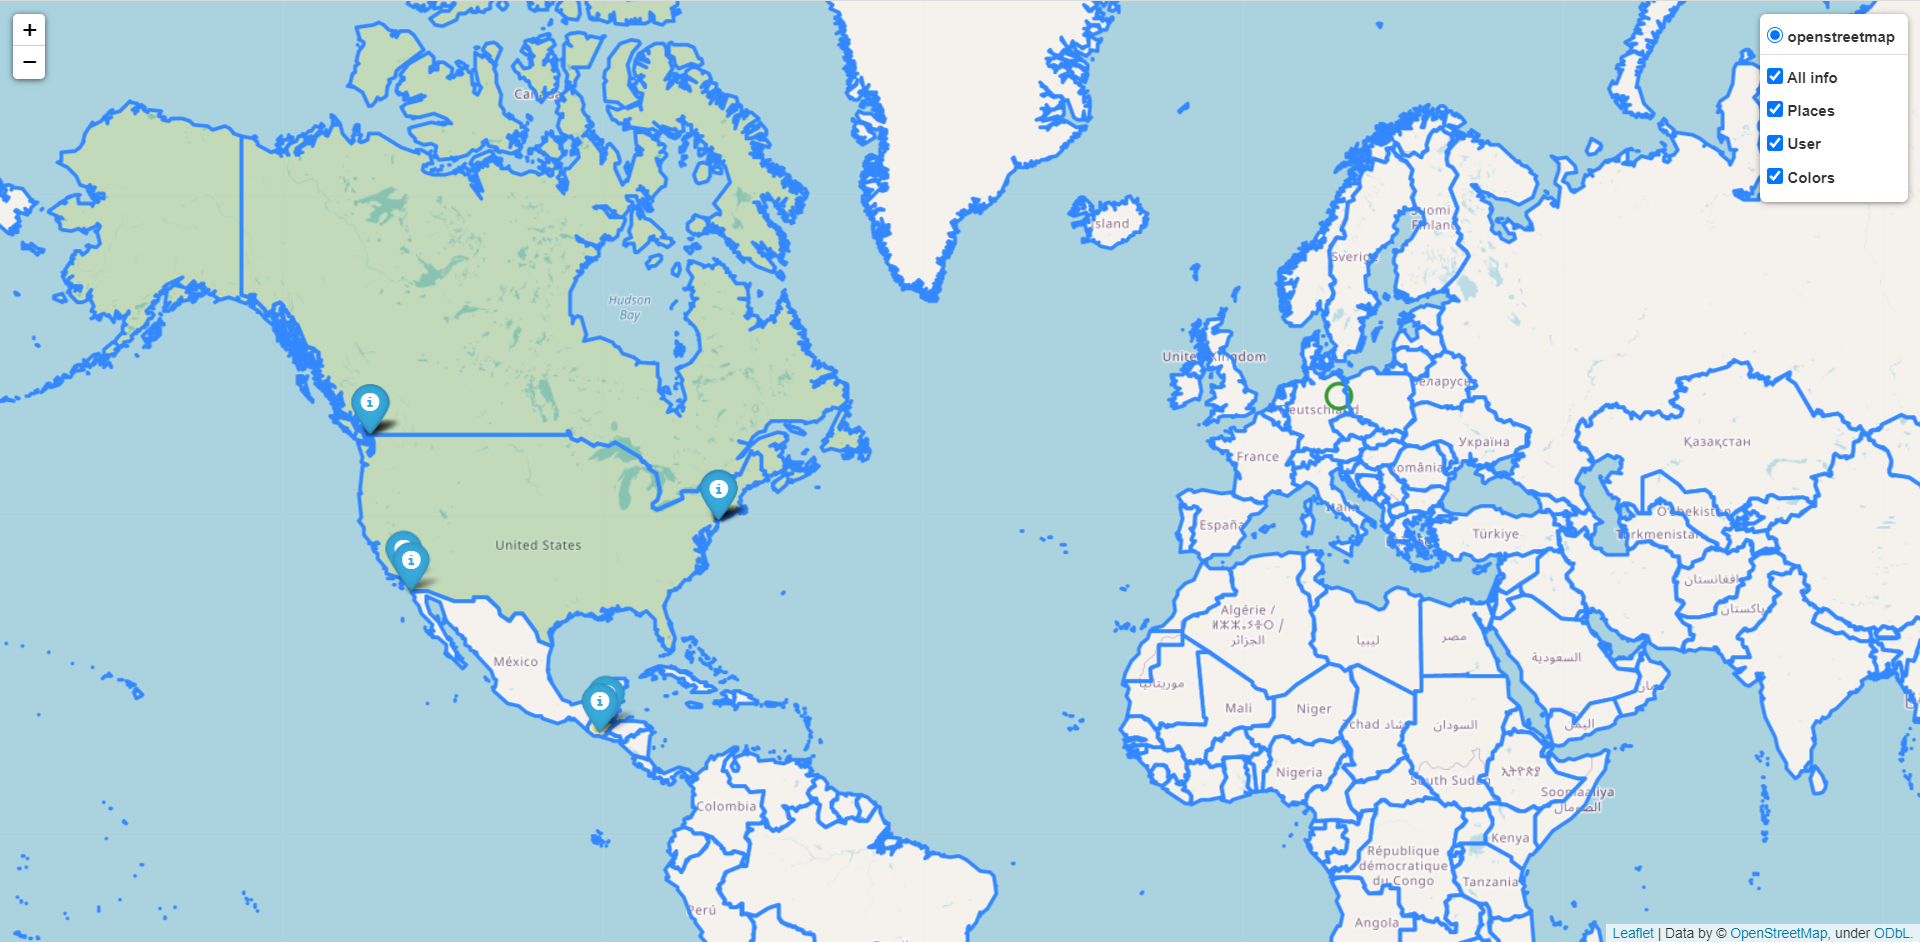 +
−
openstreetmap
All info
Places
User
Colors
Canada
Hudson
Bay
United States
México
Colombia
Perú
Ísland
Suomi
Finland
Sverige
United Kingdom
Deutschland
Беларусь
Україна
France
România
Italia
España
Türkiye
Қазақстан
Oʻzbekistan
Türkmenistan
افغانستان
پاکستان
Algérie /
ⵍⵣⵣⴰⵢⴻⵔ /
الجزائر
ليبيا
مصر
السعودية
عمان
اليمن
موريتانيا
Mali
Niger
Tchad تشاد
السودان
Nigeria
South Sudan
ኢትዮጵያ
Soomaaliya
الصومال
Kenya
République
démocratique
du Congo
Tanzania
Angola
Leaflet | Data by © OpenStreetMap, under ODbL.